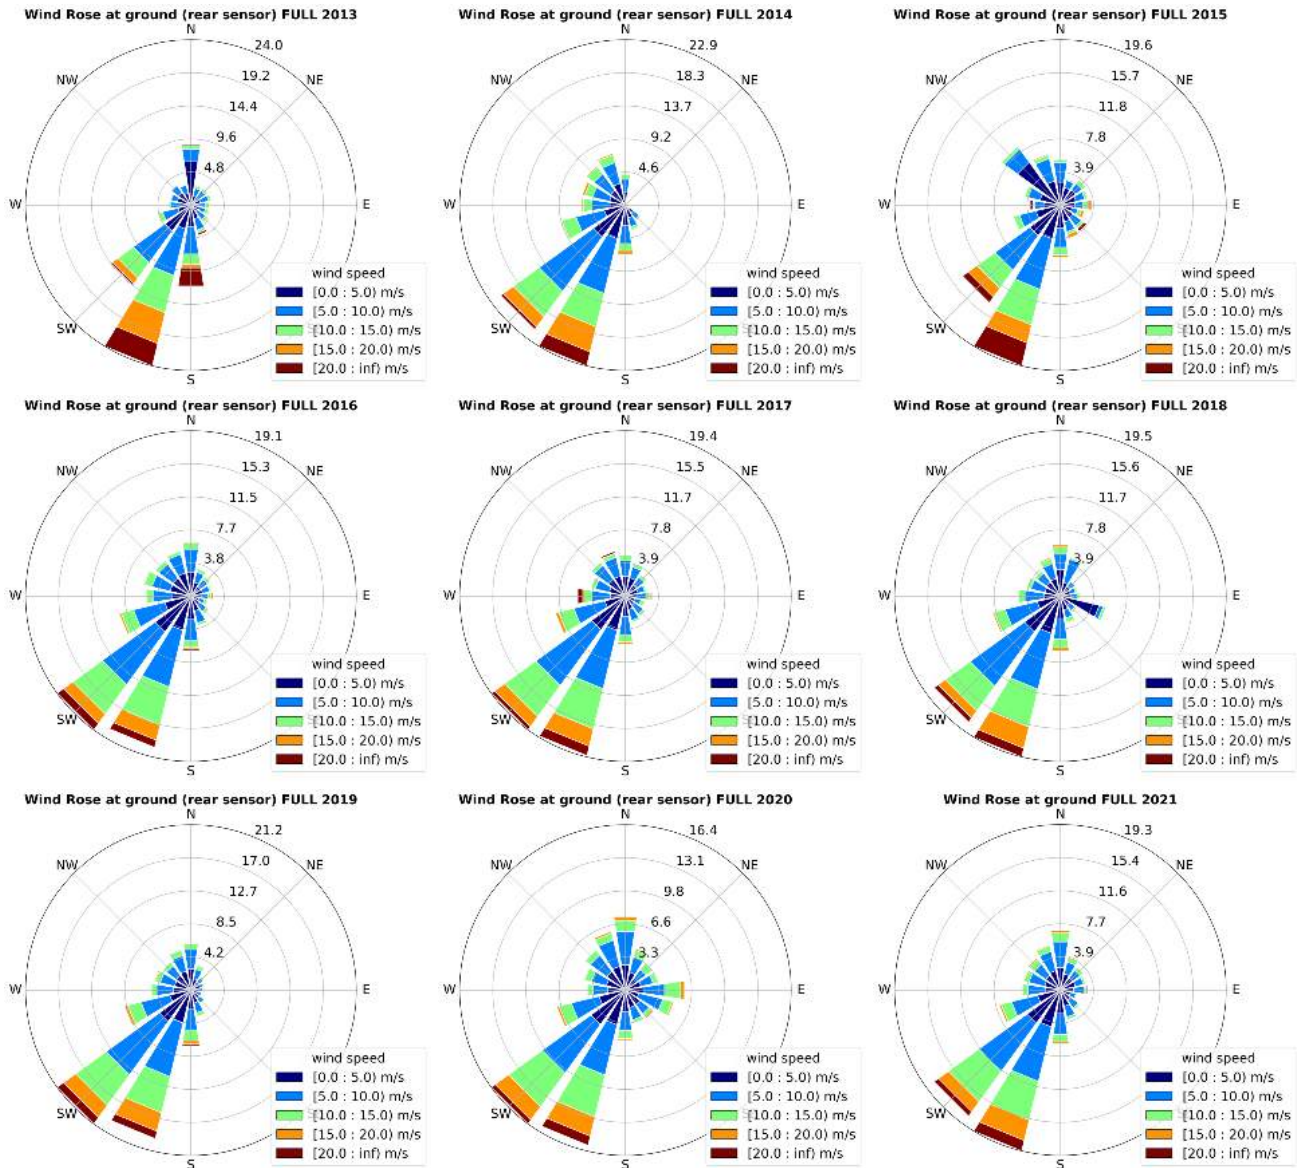 Wind Rose at ground (rear sensor) FULL 2013
N
24.0
NW
NE
19.2
14.4
9.6
4.8
W
E
wind speed
[0.0 : 5.0) m/s
[5.0 : 10.0) m/s
[10.0 : 15.0) m/s
SW
[15.0 : 20.0) m/s
[20.0 : inf) m/s
S
Wind Rose at ground (rear sensor) FULL 2014
N
22.9
NW
NE
18.3
13.7
9.2
4.6
W
E
wind speed
[0.0 : 5.0) m/s
[5.0 : 10.0) m/s
[10.0 : 15.0) m/s
SW
[15.0 : 20.0) m/s
[20.0 : inf) m/s
S
Wind Rose at ground (rear sensor) FULL 2015
N
19.6
NW
NE
15.7
11.8
7.8
3.9
W
E
wind speed
[0.0 : 5.0) m/s
[5.0 : 10.0) m/s
[10.0 : 15.0) m/s
SW
[15.0 : 20.0) m/s
[20.0 : inf) m/s
S
Wind Rose at ground (rear sensor) FULL 2016
N
19.1
NW
NE
15.3
11.5
7.7
3.8
W
E
wind speed
[0.0 : 5.0) m/s
[5.0 : 10.0) m/s
[10.0 : 15.0) m/s
SW
[15.0 : 20.0) m/s
[20.0 : inf) m/s
S
Wind Rose at ground (rear sensor) FULL 2017
N
19.4
NW
NE
15.5
11.7
7.8
3.9
W
E
wind speed
[0.0 : 5.0) m/s
[5.0 : 10.0) m/s
[10.0 : 15.0) m/s
SW
[15.0 : 20.0) m/s
[20.0 : inf) m/s
S
Wind Rose at ground (rear sensor) FULL 2018
N
19.5
NW
NE
15.6
11.7
7.8
3.9
W
E
wind speed
[0.0 : 5.0) m/s
[5.0 : 10.0) m/s
[10.0 : 15.0) m/s
SW
[15.0 : 20.0) m/s
[20.0 : inf) m/s
S
Wind Rose at ground (rear sensor) FULL 2019
N
21.2
NW
NE
17.0
12.7
8.5
4.2
W
E
wind speed
[0.0 : 5.0) m/s
[5.0 : 10.0) m/s
[10.0 : 15.0) m/s
SW
[15.0 : 20.0) m/s
[20.0 : inf) m/s
S
Wind Rose at ground (rear sensor) FULL 2020
N
16.4
NW
NE
13.1
9.8
6.6
3.3
W
E
wind speed
[0.0 : 5.0) m/s
[5.0 : 10.0) m/s
[10.0 : 15.0) m/s
SW
[15.0 : 20.0) m/s
[20.0 : inf) m/s
S
Wind Rose at ground FULL 2021
N
19.3
NW
NE
15.4
11.6
7.7
3.9
W
E
wind speed
[0.0 : 5.0) m/s
[5.0 : 10.0) m/s
[10.0 : 15.0) m/s
SW
[15.0 : 20.0) m/s
[20.0 : inf) m/s
S